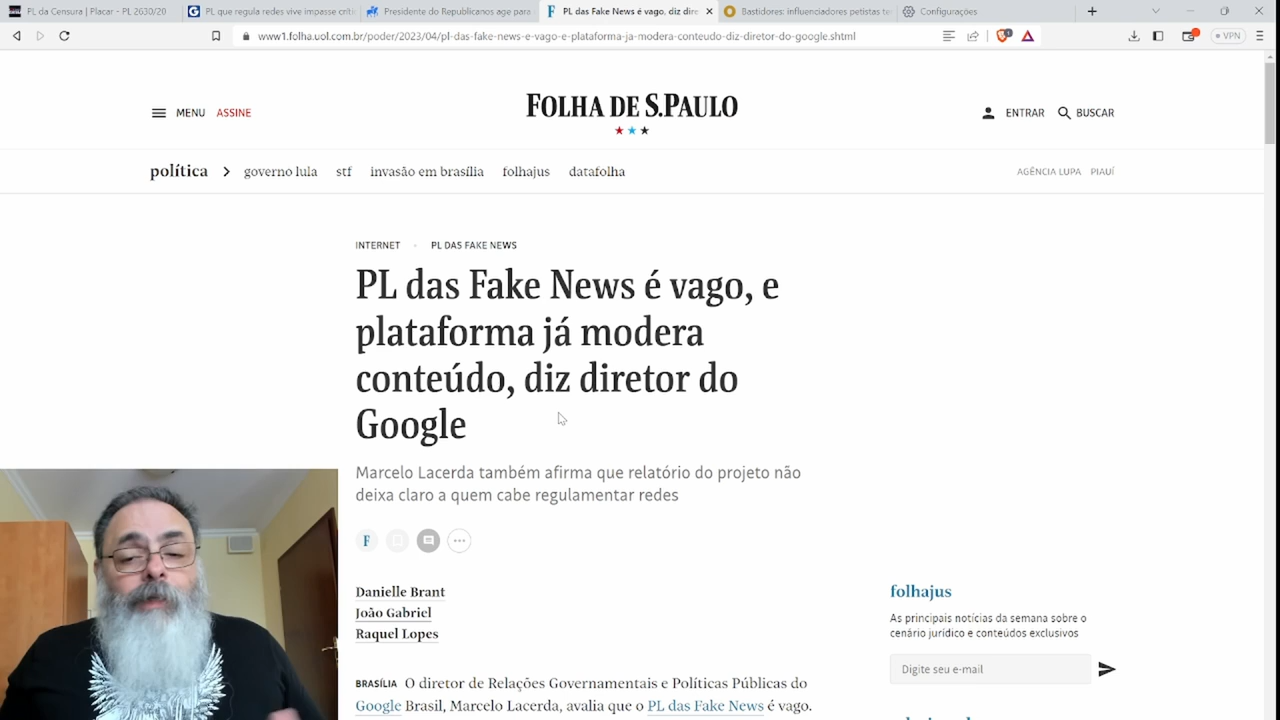 PL da Censura | Placar - PL 2630/20
PL que regula redes vive impasse críti
Presidente do Republicanos age para
PL das Fake News é vago, diz dire
Bastidores: influenciadores petistas te
Configurações
www1.folha.uol.com.br/poder/2023/04/pl-das-fake-news-e-vago-e-plataforma-ja-modera-conteudo-diz-diretor-do-google.shtml
VPN
MENU
ASSINE
FOLHA DE S.PAULO
ENTRAR
BUSCAR
política
governo lula
stf
invasão em brasília
folhajus
datafolha
AGÊNCIA LUPA
PIAUÍ
INTERNET
PL DAS FAKE NEWS
PL das Fake News é vago, e
plataforma já modera
conteúdo, diz diretor do
Google
Marcelo Lacerda também afirma que relatório do projeto não
deixa claro a quem cabe regulamentar redes
F
Danielle Brant
João Gabriel
Raquel Lopes
BRASÍLIA O diretor de Relações Governamentais e Políticas Públicas do
Google Brasil, Marcelo Lacerda, avalia que o PL das Fake News é vago.
folhajus
As principais notícias da semana sobre o
cenário jurídico e conteúdos exclusivos
Digite seu e-mail